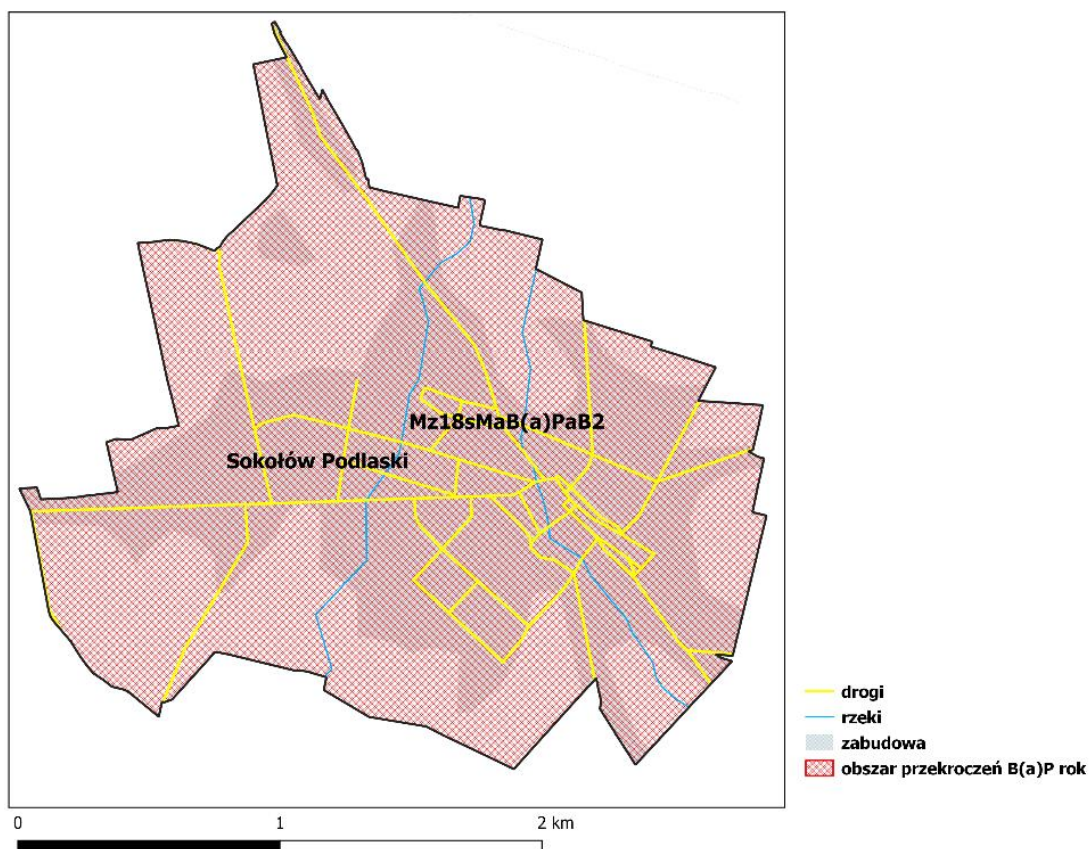 Mz18sMaB(a)PaB2
Sokołów Podlaski
drogi
rzeki
zabudowa
obszar przekroczeń B(a)P rok
0 1 2 km